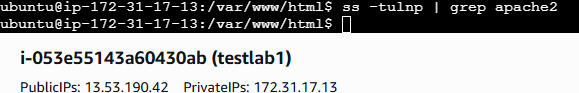 ubuntu@ip-172-31-17-13:/var/www/html$ ss -tulnp | grep apache2
ubuntu@ip-172-31-17-13:/var/www/html$
i-053e55143a60430ab (testlab1)
PublicIPs: 13.53.190.42 PrivateIPs: 172.31.17.13